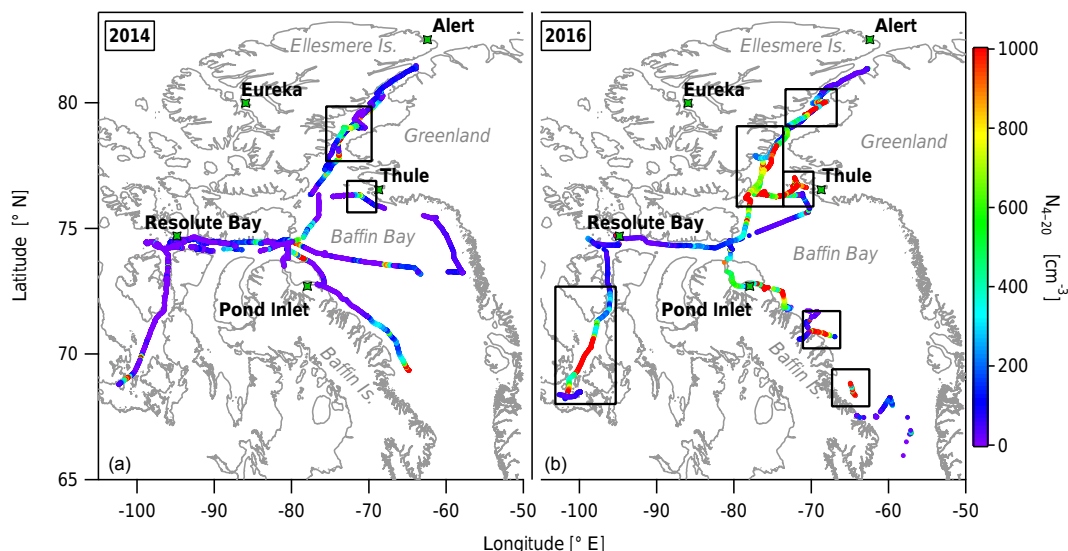 2014
Ellesmere Is.
Alert
Eureka
Greenland
Thule
Resolute Bay
Baffin Bay
Pond Inlet
Baffin Is.
(a)
2016
Ellesmere Is.
Alert
Eureka
Greenland
Thule
Resolute Bay
Baffin Bay
Pond Inlet
Baffin Is.
(b)
80
75
70
65
Latitude [° N]
-100
-90
-80
-70
-60
-50
-100
-90
-80
-70
-60
-50
Longitude [° E]
1000
800
600
400
200
0
N4–20 [cm-3]